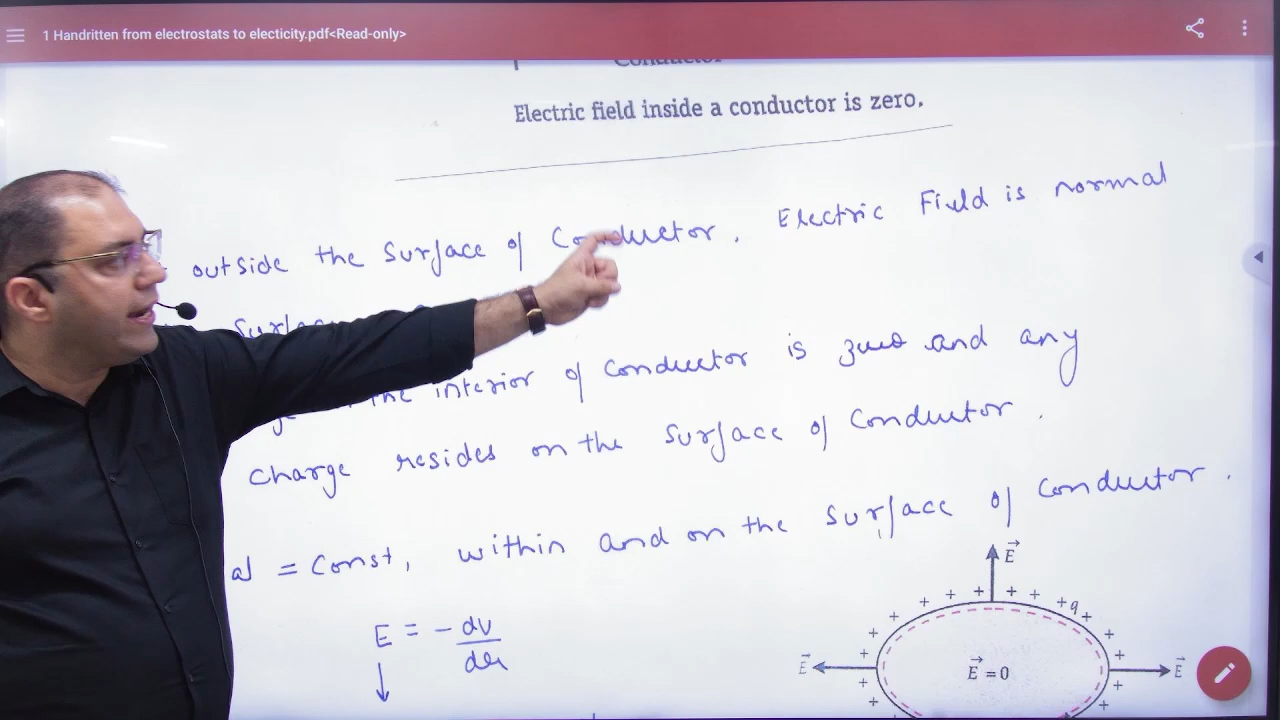 1 Handritten from electrostats to electicity.pdf<Read-only>
Conductor
Electric field inside a conductor is zero.
outside the Surface of Conductor, Electric Field is normal
Surface
the interior of Conductor is zero and any
charge resides on the surface of Conductor.
al = Const, within and on the surface of Conductor.
E = - dv/dr
E
+ + + + + + + q + + + + + + + + + +
E
E = 0
E